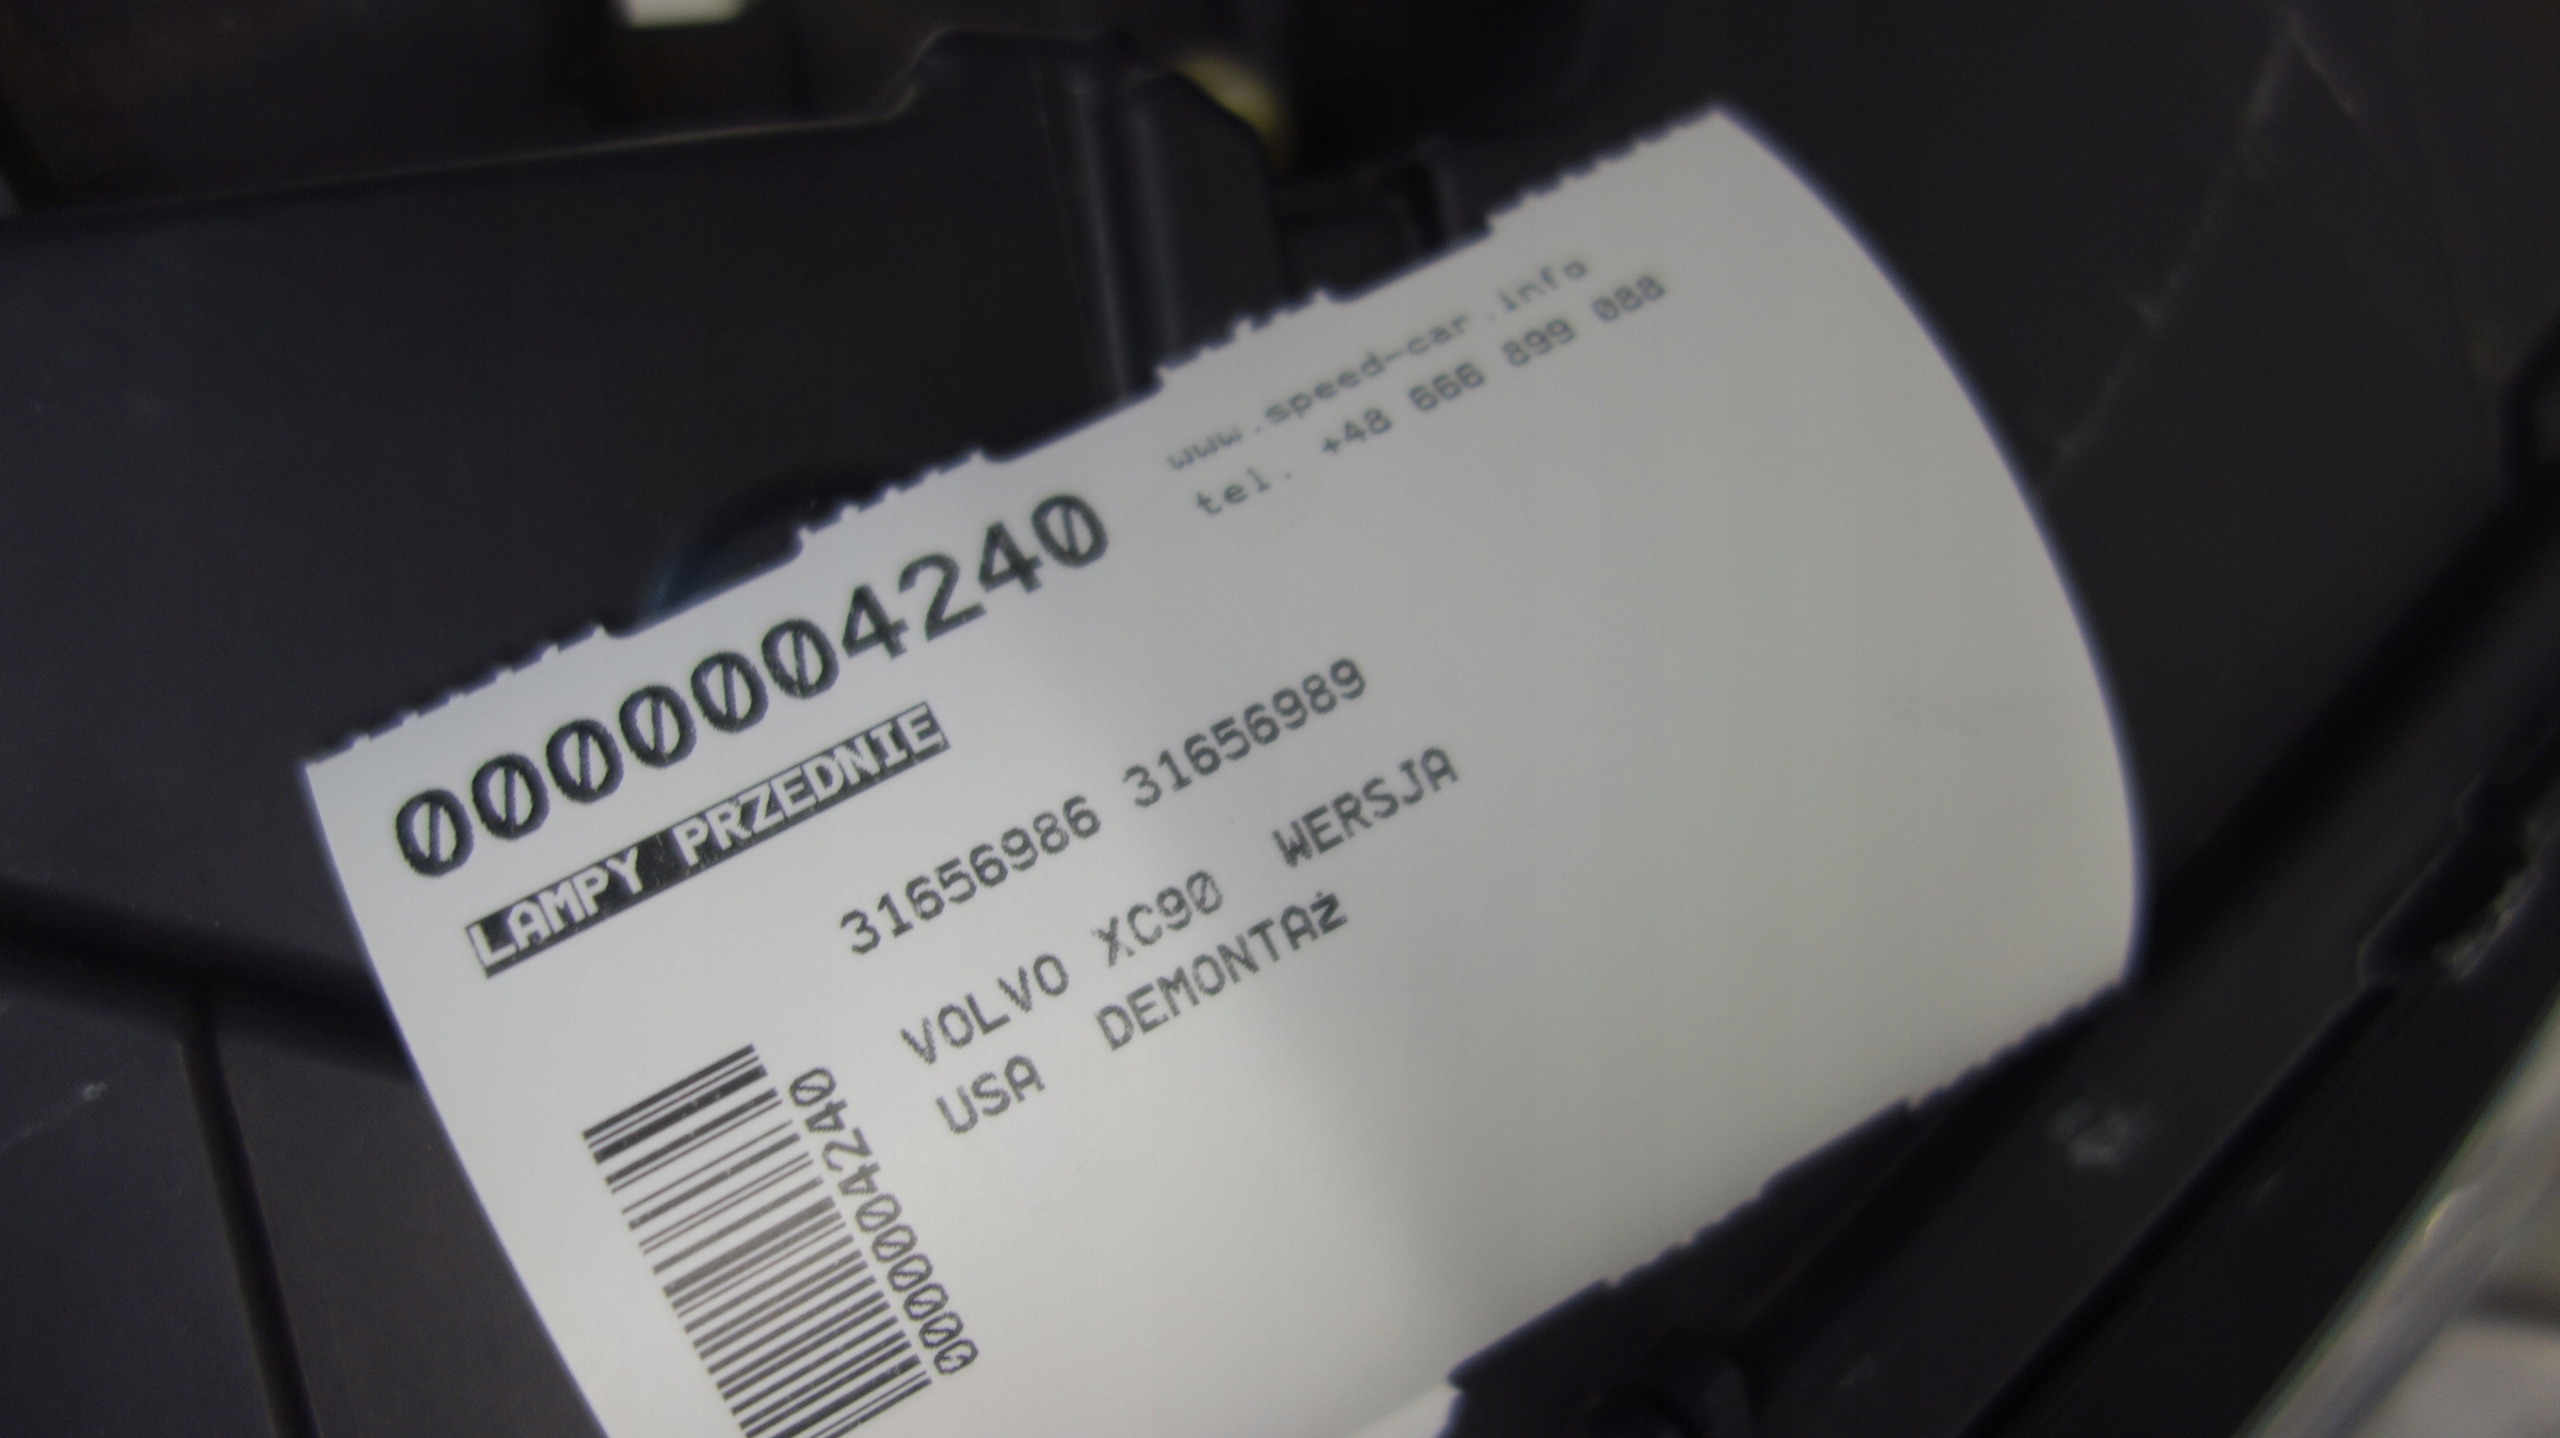 www.speed-car.info
tel. +48 666 899 088
0000004240
LAMPY PRZEDNIE
31656986 31656989
VOLVO XC90 WERSJA
USA DEMONTAż
0000004240